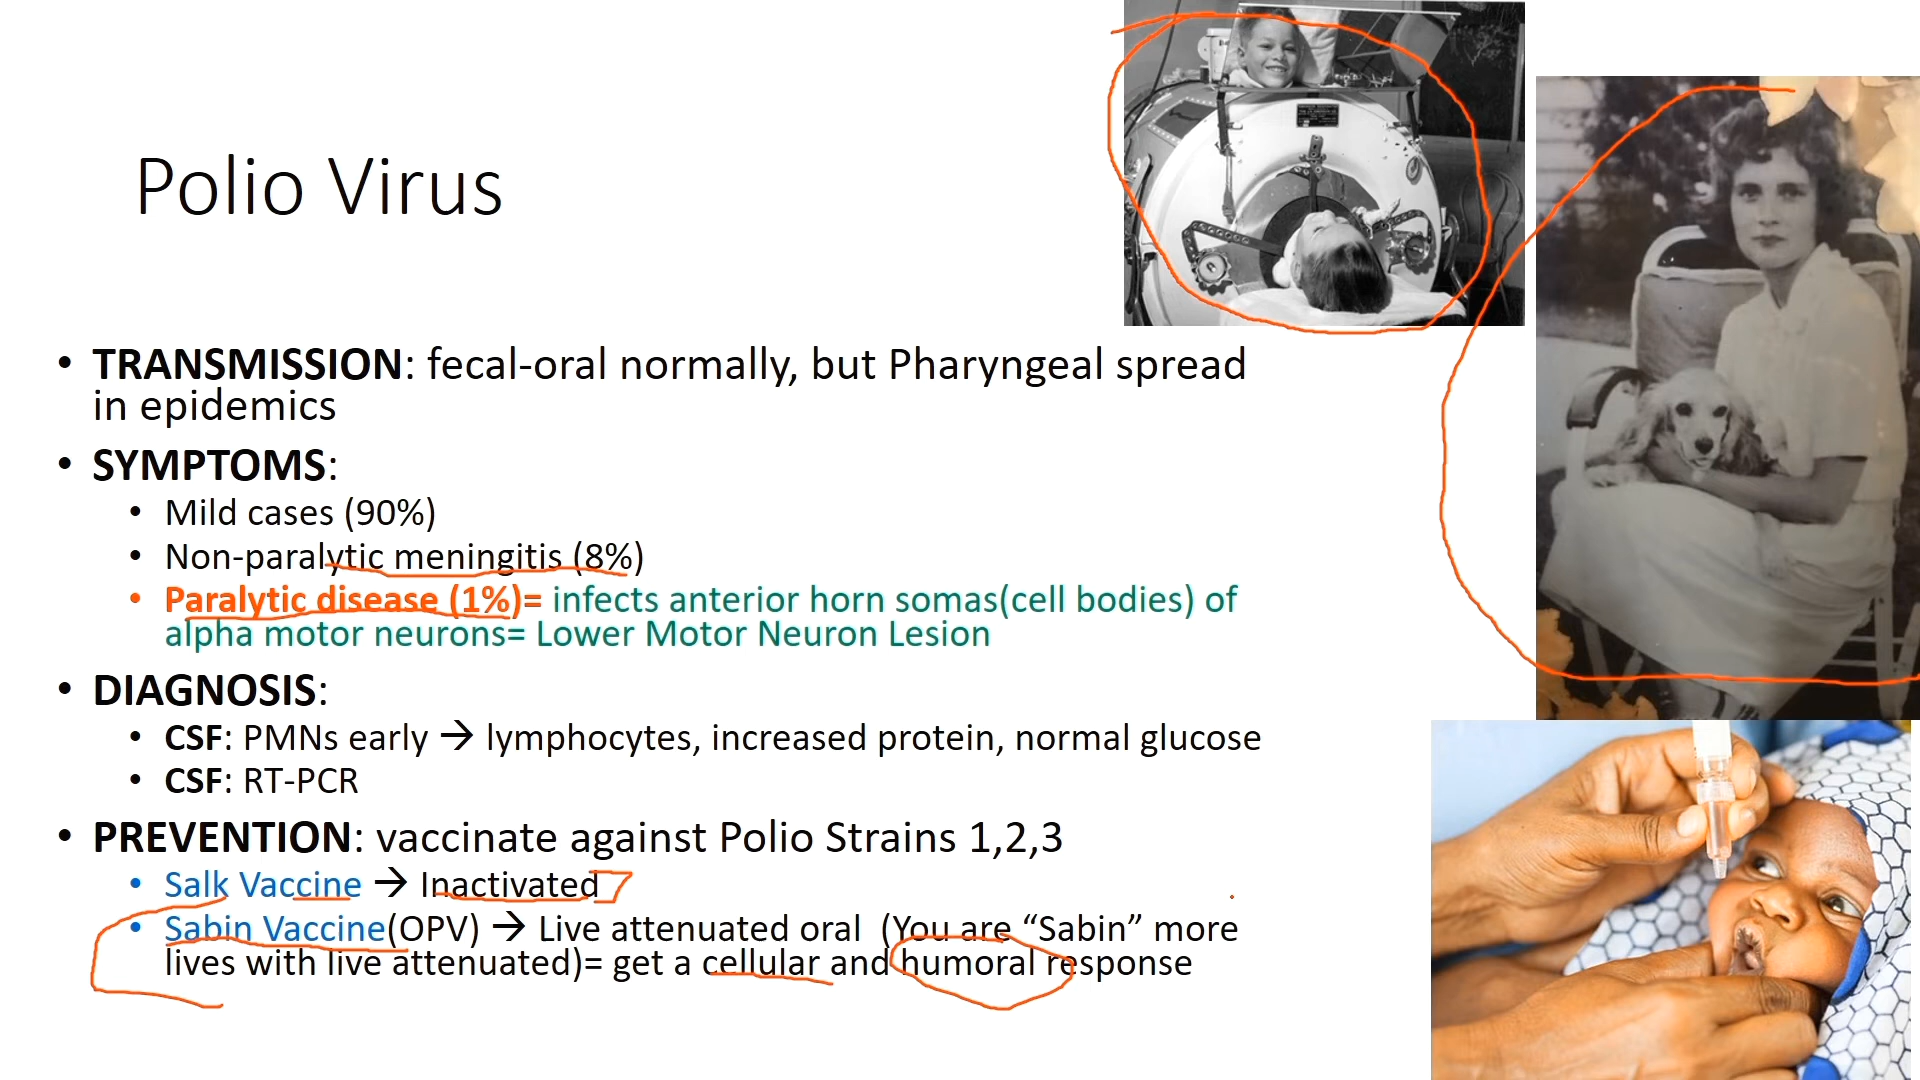 Polio Virus
• TRANSMISSION: fecal-oral normally, but Pharyngeal spread
in epidemics
• SYMPTOMS:
• Mild cases (90%)
• Non-paralytic meningitis (8%)
• Paralytic disease (1%)= infects anterior horn somas(cell bodies) of
alpha motor neurons= Lower Motor Neuron Lesion
• DIAGNOSIS:
• CSF: PMNs early → lymphocytes, increased protein, normal glucose
• CSF: RT-PCR
• PREVENTION: vaccinate against Polio Strains 1,2,3
• Salk Vaccine → Inactivated
• Sabin Vaccine(OPV) → Live attenuated oral  (You are “Sabin” more
lives with live attenuated)= get a cellular and humoral response